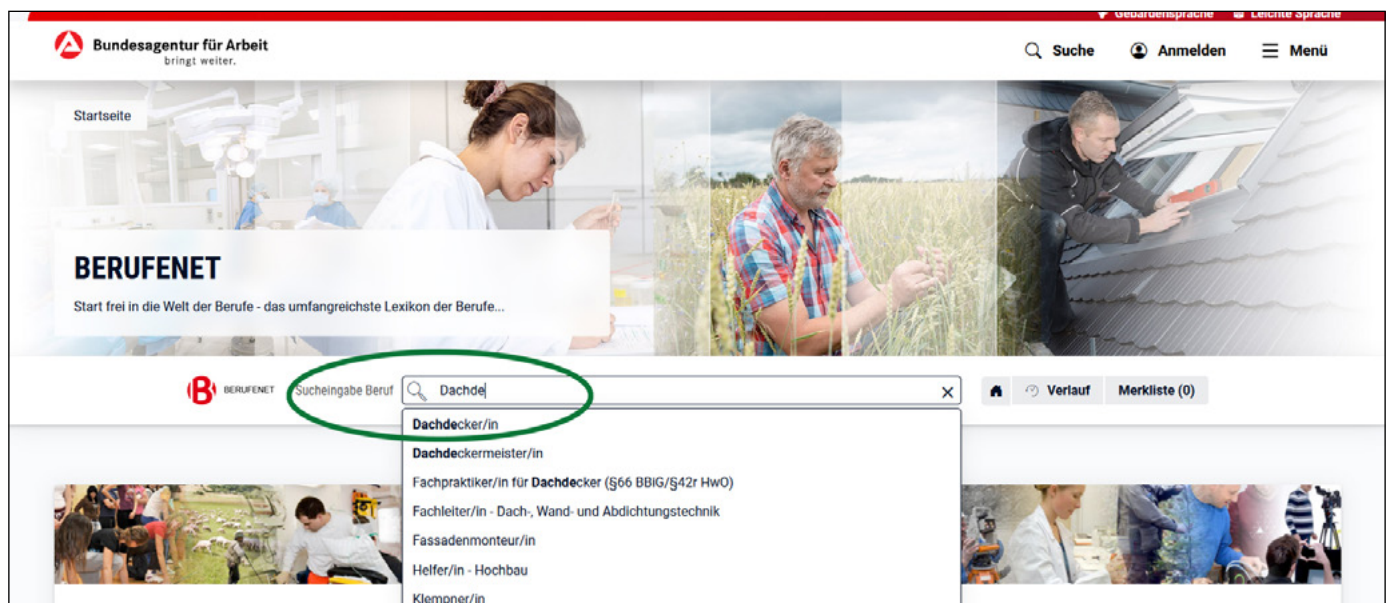 Gebärdensprache Leichte Sprache
Bundesagentur für Arbeit
bringt weiter.
Suche Anmelden Menü
Startseite
BERUFENET
Start frei in die Welt der Berufe - das umfangreichste Lexikon der Berufe...
BERUFENET Sucheingabe Beruf Dachde Verlauf Merkliste (0)
Dachdecker/in
Dachdeckermeister/in
Fachpraktiker/in für Dachdecker (§66 BBiG/§42r HwO)
Fachleiter/in - Dach-, Wand- und Abdichtungstechnik
Fassadenmonteur/in
Helfer/in - Hochbau
Klempner/in